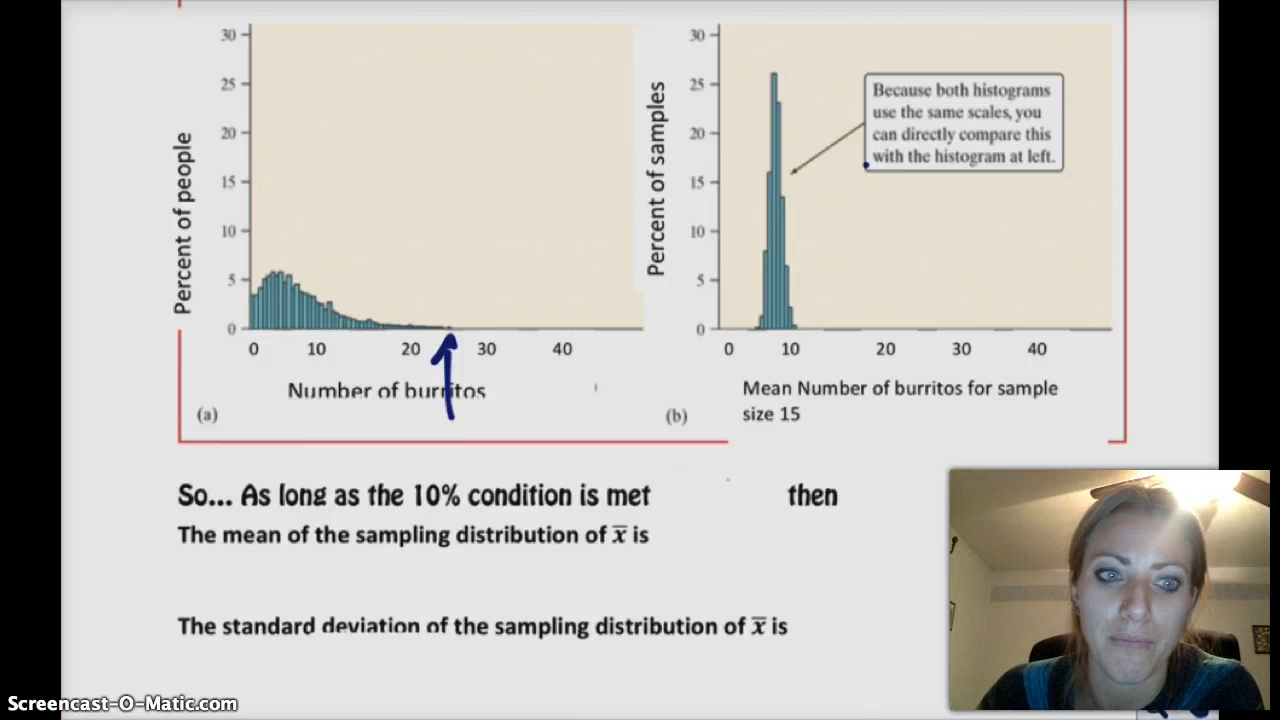 30
25
20
15
10
5
0
Percent of people
0 10 20 30 40
Number of burritos
(a)
30
25
20
15
10
5
0
Percent of samples
Because both histograms
use the same scales, you
can directly compare this
with the histogram at left.
0 10 20 30 40
Mean Number of burritos for sample
size 15
(b)
So... As long as the 10% condition is met then
The mean of the sampling distribution of x̅ is
The standard deviation of the sampling distribution of x̅ is
Screencast-O-Matic.com